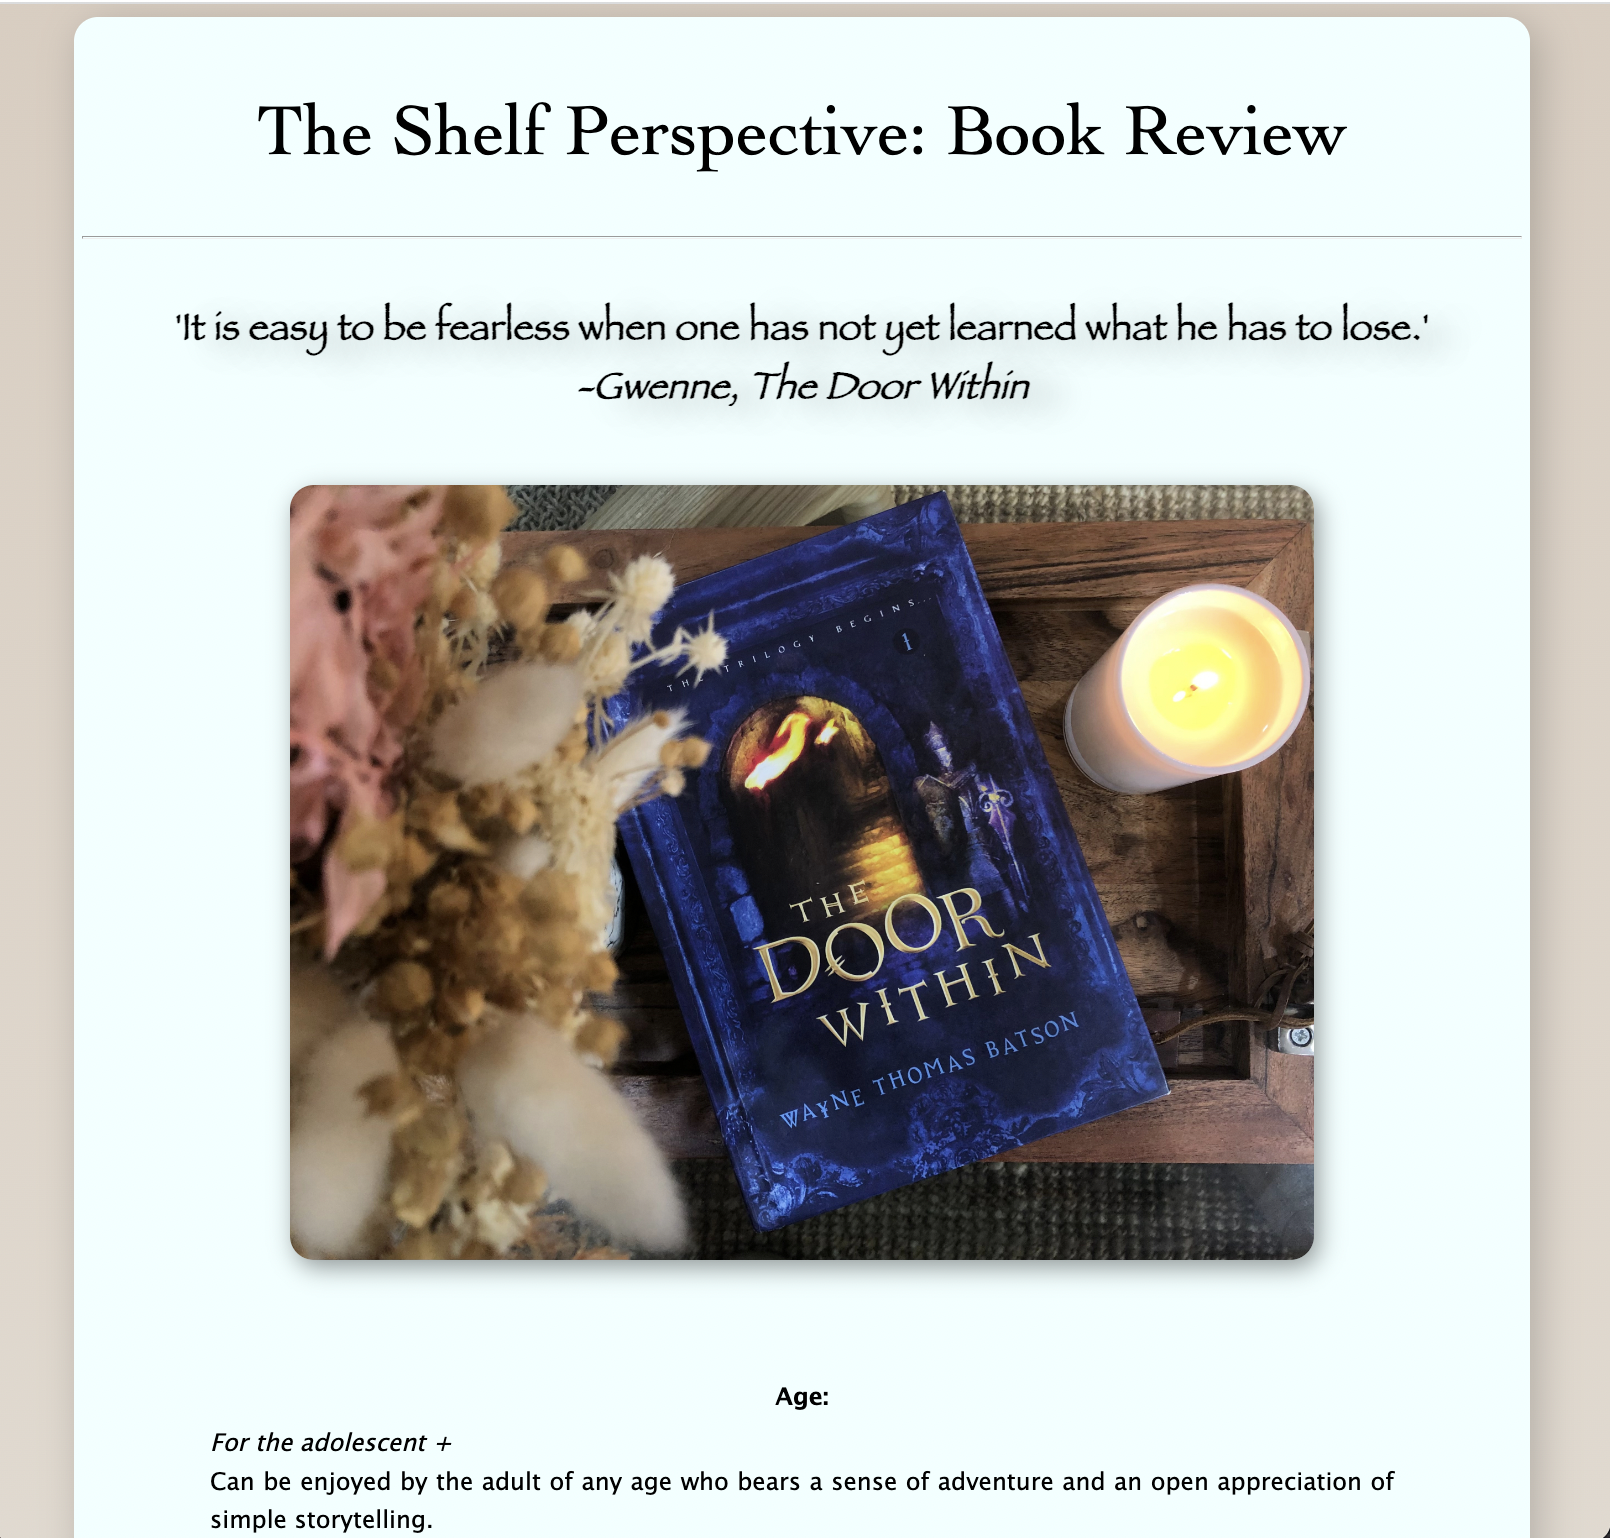 The Shelf Perspective: Book Review
'It is easy to be fearless when one has not yet learned what he has to lose.'
~Gwenne, The Door Within
THE TRILOGY BEGINS...
1
THE
DOOR
WITHIN
WAYNE THOMAS BATSON
Age:
For the adolescent +
Can be enjoyed by the adult of any age who bears a sense of adventure and an open appreciation of
simple storytelling.